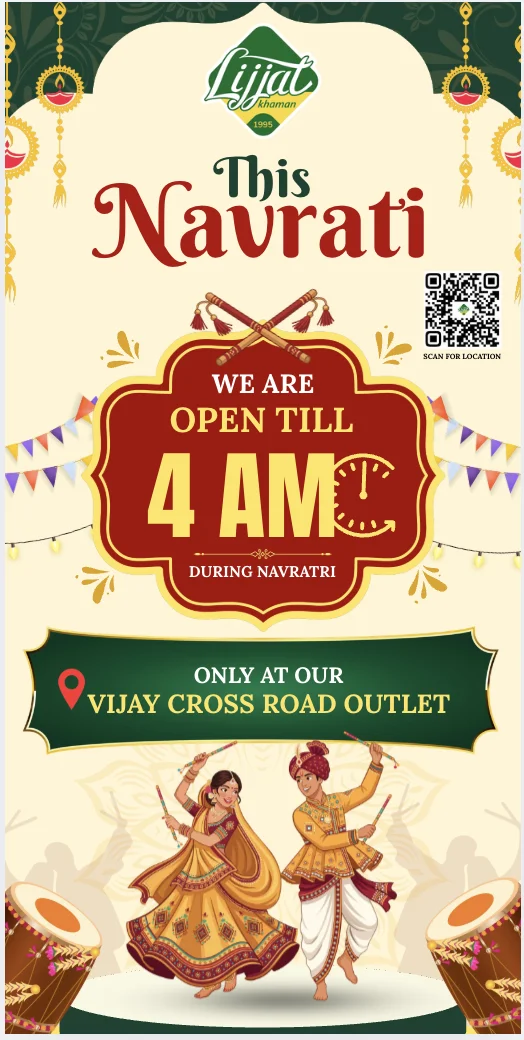 Lijjat
khaman
1995
This
Navrati
SCAN FOR LOCATION
WE ARE
OPEN TILL
4 AM
DURING NAVRATRI
ONLY AT OUR
VIJAY CROSS ROAD OUTLET